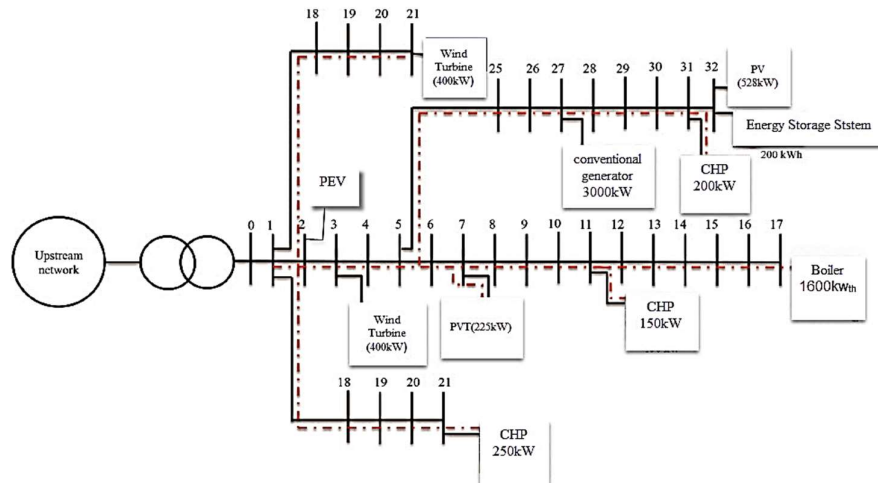 18 19 20 21
Wind
Turbine
(400kW)
25 26 27 28 29 30 31 32
PV
(528kW)
Energy Storage Ststem
200 kWh
conventional
generator
3000kW
CHP
200kW
PEV
Upstream
network
0 1 2 3 4 5 6 7 8 9 10 11 12 13 14 15 16 17
Wind
Turbine
(400kW)
PVT(225kW)
CHP
150kW
Boiler
1600kwth
18 19 20 21
CHP
250kW